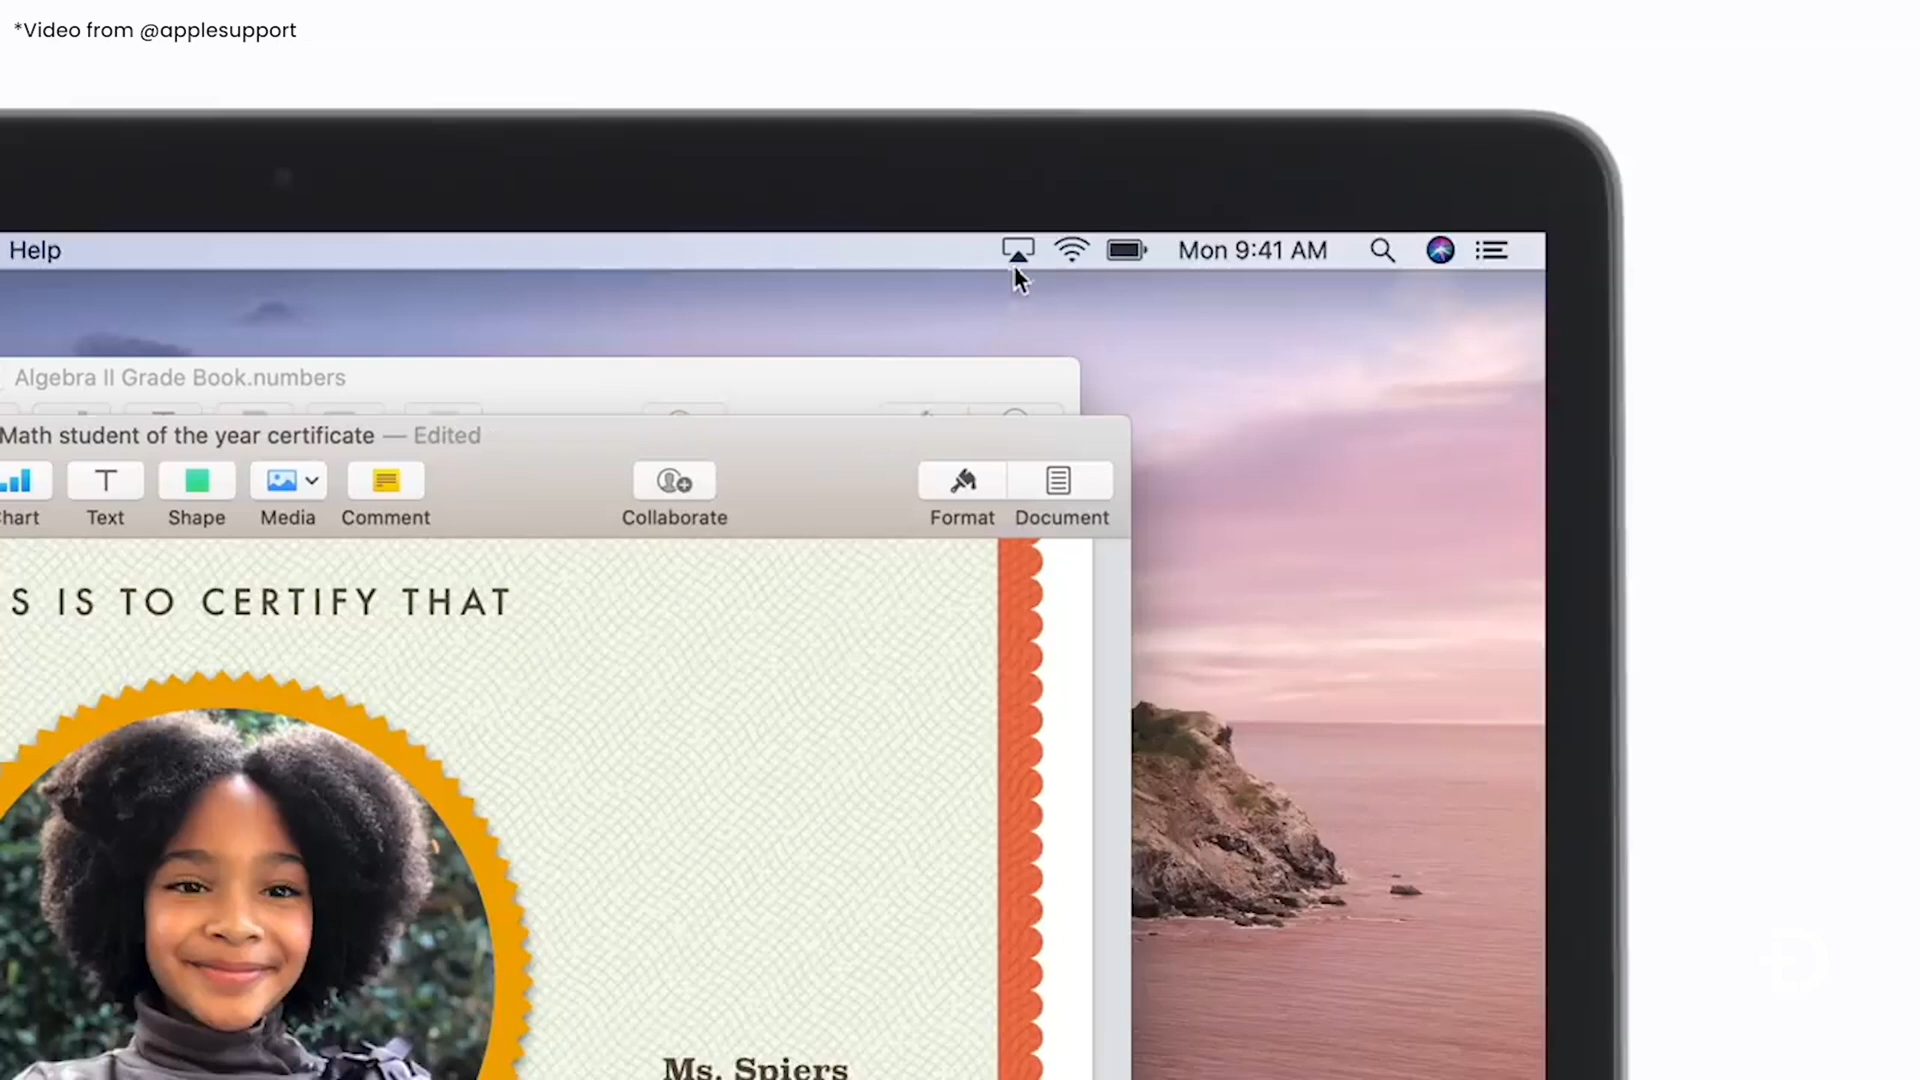 *Video from @applesupport
Help
Mon 9:41 AM
Algebra II Grade Book.numbers
Math student of the year certificate — Edited
Text
Shape
Media
Comment
Collaborate
Format
Document
S IS TO CERTIFY THAT
Ms. Spiers